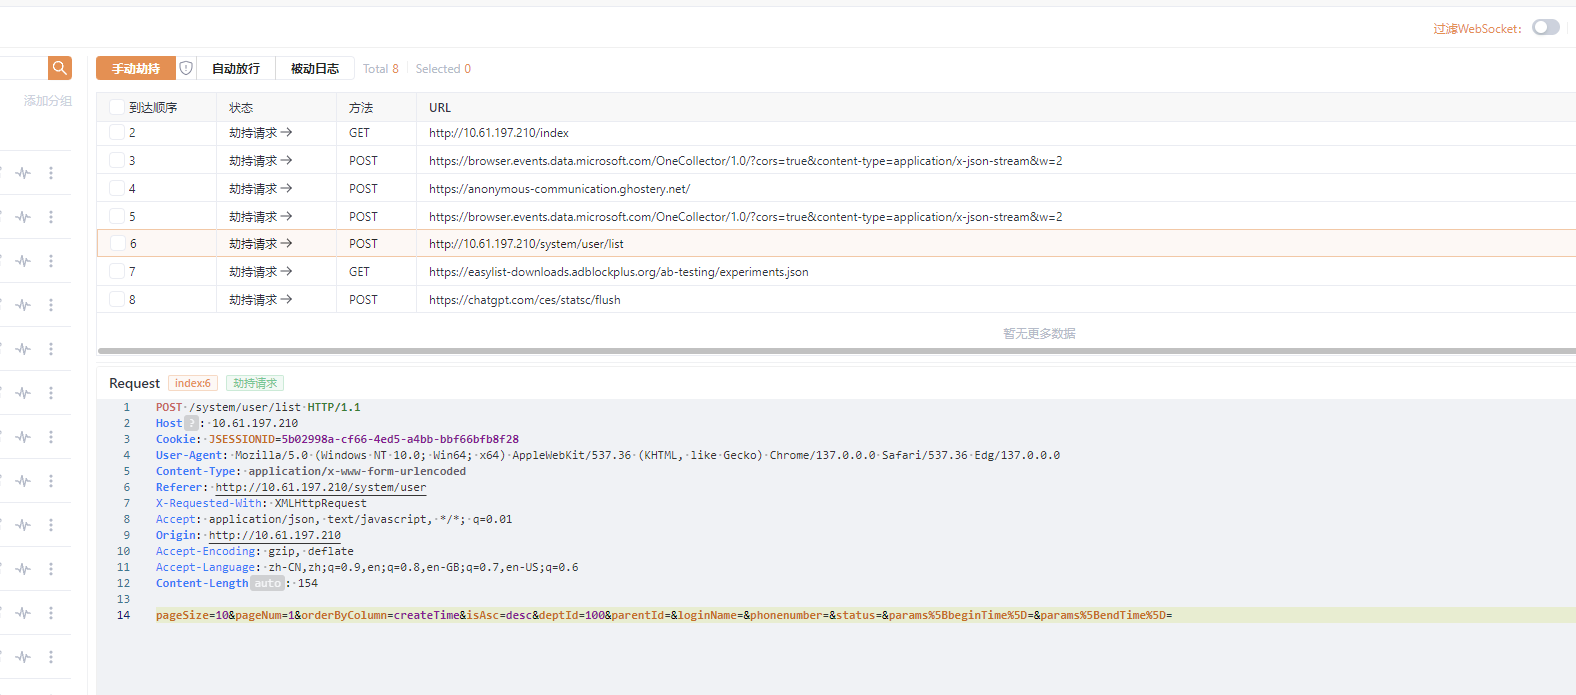 过滤WebSocket:
手动劫持 自动放行 被动日志 Total 8 Selected 0
添加分组
到达顺序 状态 方法 URL
2 劫持请求 GET http://10.61.197.210/index
3 劫持请求 POST https://browser.events.data.microsoft.com/OneCollector/1.0/?cors=true&content-type=application/x-json-stream&w=2
4 劫持请求 POST https://anonymous-communication.ghostery.net/
5 劫持请求 POST https://browser.events.data.microsoft.com/OneCollector/1.0/?cors=true&content-type=application/x-json-stream&w=2
6 劫持请求 POST http://10.61.197.210/system/user/list
7 劫持请求 GET https://easylist-downloads.adblockplus.org/ab-testing/experiments.json
8 劫持请求 POST https://chatgpt.com/ces/statsc/flush
暂无更多数据
Request index:6 劫持请求
1 POST /system/user/list HTTP/1.1
2 Host ? : 10.61.197.210
3 Cookie: JSESSIONID=5b02998a-cf66-4ed5-a4bb-bbf66bfb8f28
4 User-Agent: Mozilla/5.0 (Windows NT 10.0; Win64; x64) AppleWebKit/537.36 (KHTML, like Gecko) Chrome/137.0.0.0 Safari/537.36 Edg/137.0.0.0
5 Content-Type: application/x-www-form-urlencoded
6 Referer: http://10.61.197.210/system/user
7 X-Requested-With: XMLHttpRequest
8 Accept: application/json, text/javascript, */*; q=0.01
9 Origin: http://10.61.197.210
10 Accept-Encoding: gzip, deflate
11 Accept-Language: zh-CN,zh;q=0.9,en;q=0.8,en-GB;q=0.7,en-US;q=0.6
12 Content-Length auto : 154
13
14 pageSize=10&pageNum=1&orderByColumn=createTime&isAsc=desc&deptId=100&parentId=&loginName=&phonenumber=&status=&params%5BbeginTime%5D=&params%5BendTime%5D=